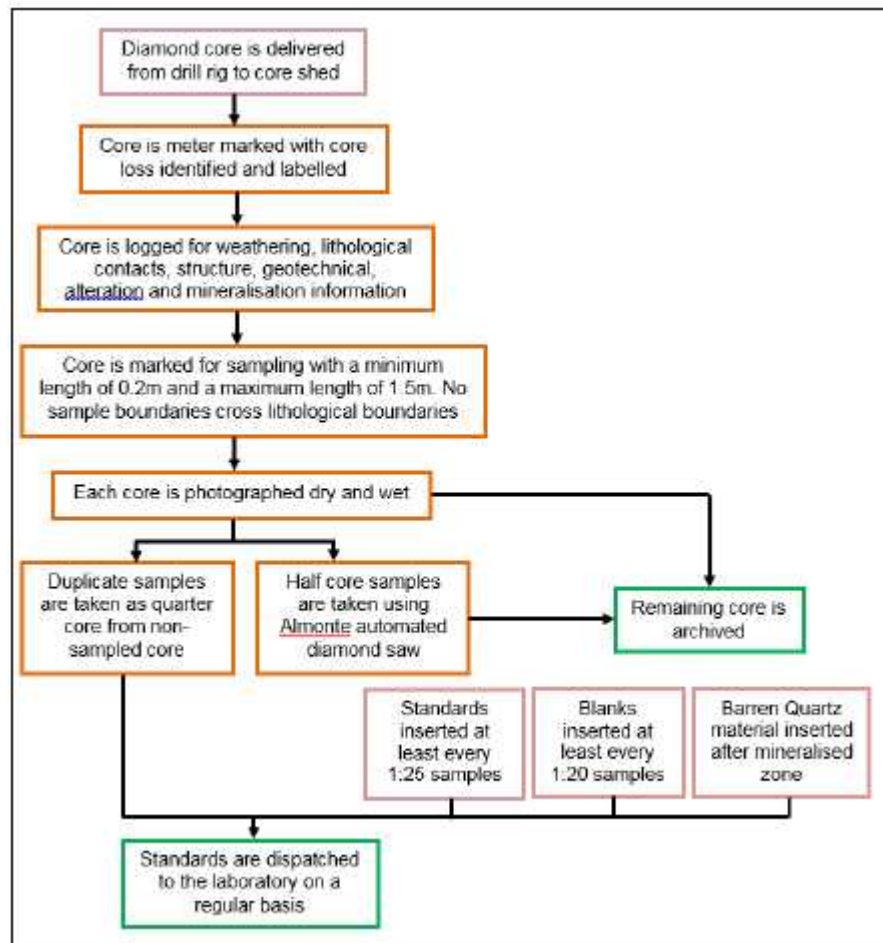 Diamond core is delivered
from drill rig to core shed
Core is meter marked with core
loss identified and labelled
Core is logged for weathering, lithological
contacts, structure, geotechnical,
alteration and mineralisation information
Core is marked for sampling with a minimum
length of 0.2m and a maximum length of 1.5m. No
sample boundaries cross lithological boundaries
Each core is photographed dry and wet
Duplicate samples
are taken as quarter
core from non-
sampled core
Half core samples
are taken using
Almonte automated
diamond saw
Remaining core is
archived
Standards
inserted at
least every
1:25 samples
Blanks
inserted at
least every
1:20 samples
Barren Quartz
material inserted
after mineralised
zone
Standards are dispatched
to the laboratory on a
regular basis